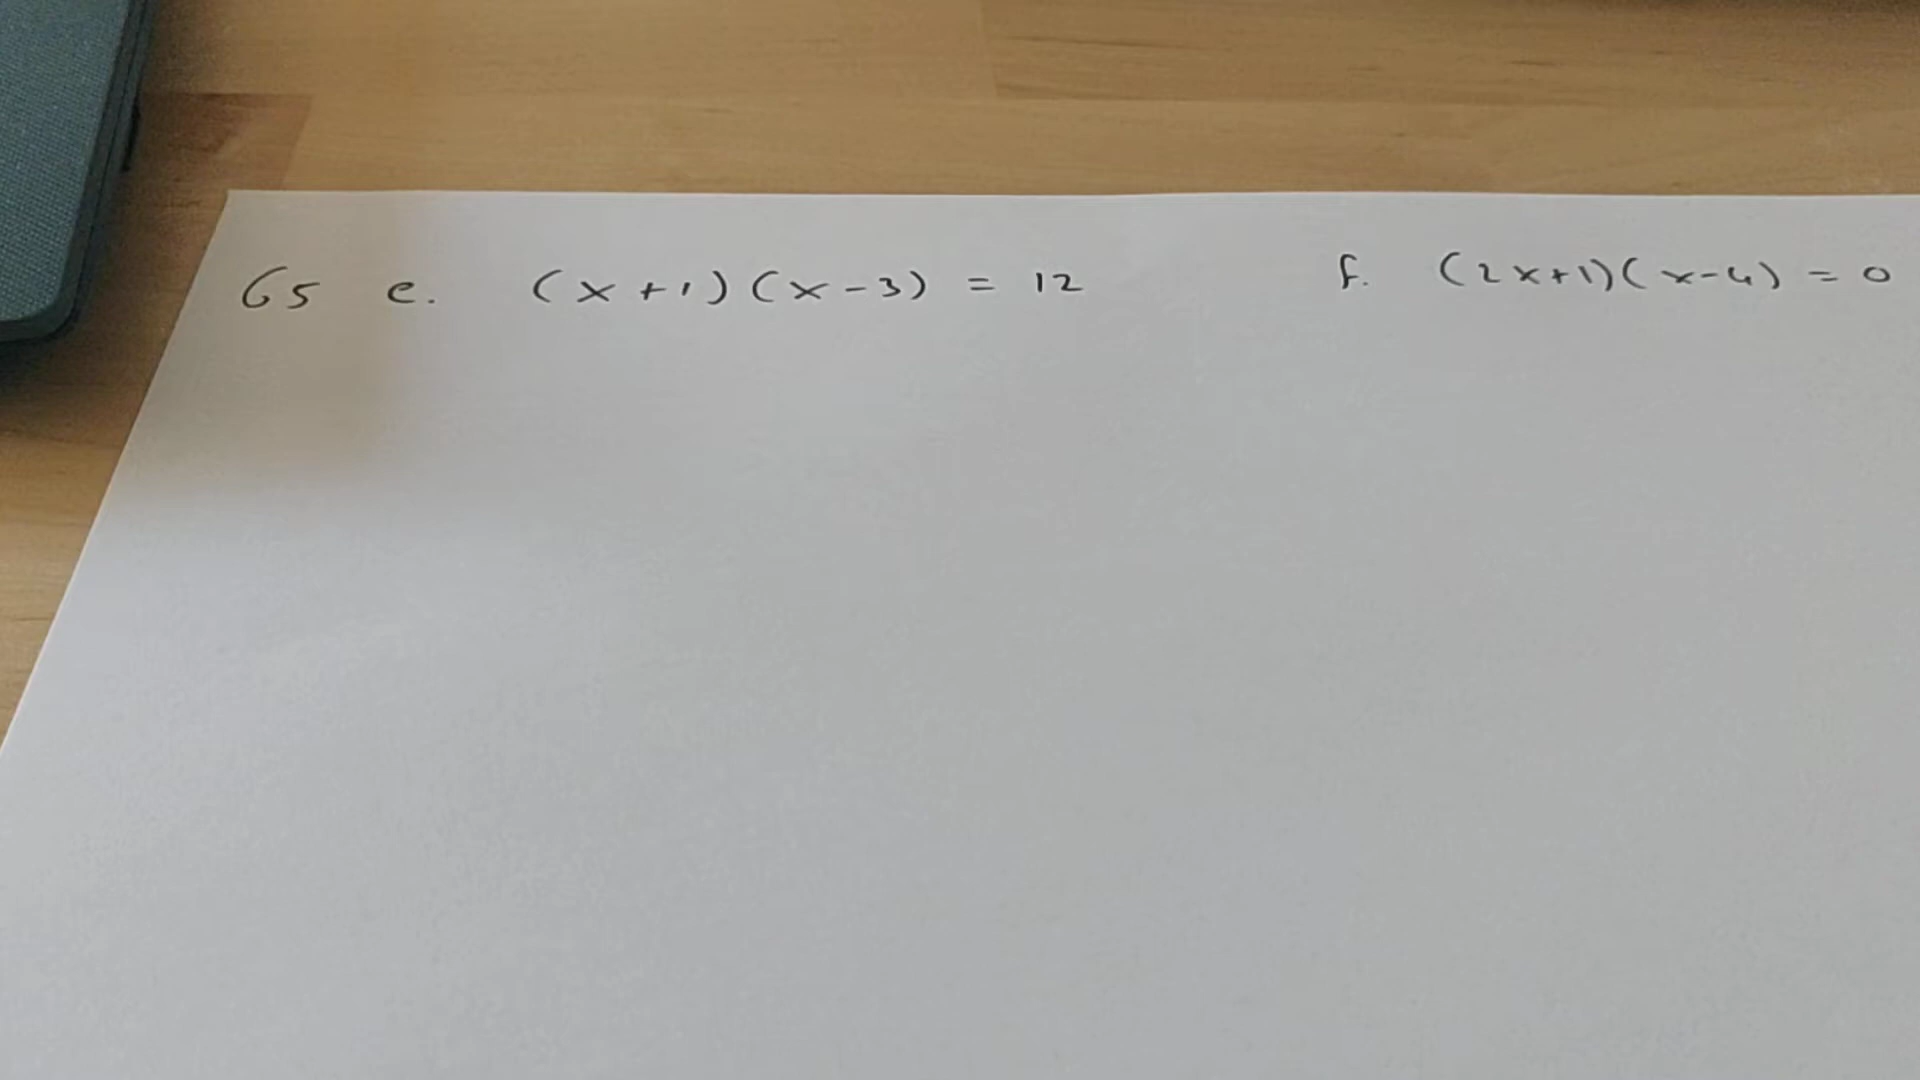 65 e. (x+1)(x-3) = 12
f. (2x+1)(x-4) = 0